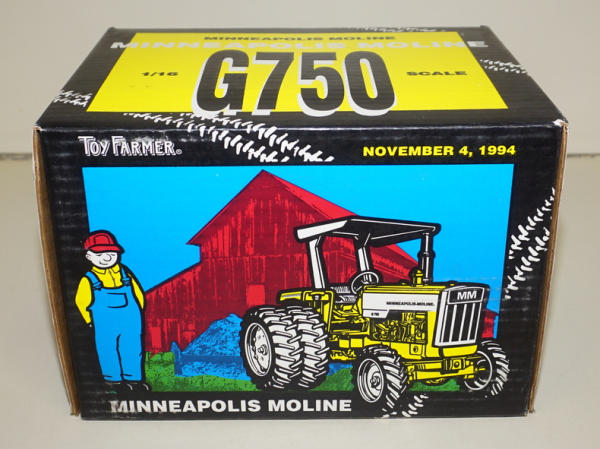 MINNEAPOLIS MOLINE
MINNEAPOLIS MOLINE
1/16 G750 SCALE
TOY FARMER®
NOVEMBER 4, 1994
MINNEAPOLIS-MOLINE
MM
MINNEAPOLIS MOLINE